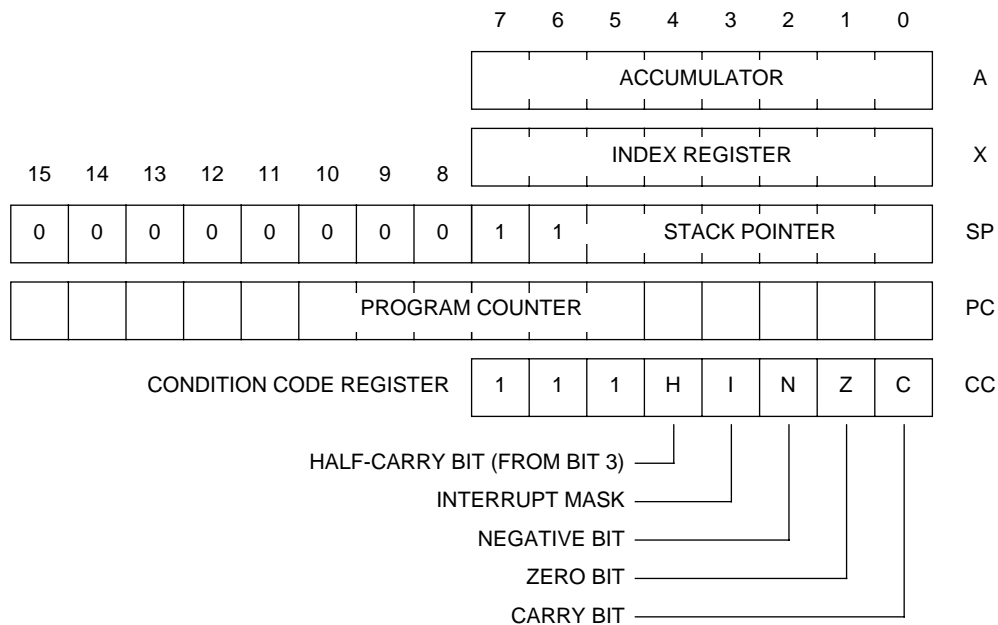 7 6 5 4 3 2 1 0
ACCUMULATOR A
INDEX REGISTER X
15 14 13 12 11 10 9 8
0 0 0 0 0 0 0 0 1 1 STACK POINTER SP
PROGRAM COUNTER PC
CONDITION CODE REGISTER 1 1 1 H I N Z C CC
HALF-CARRY BIT (FROM BIT 3)
INTERRUPT MASK
NEGATIVE BIT
ZERO BIT
CARRY BIT